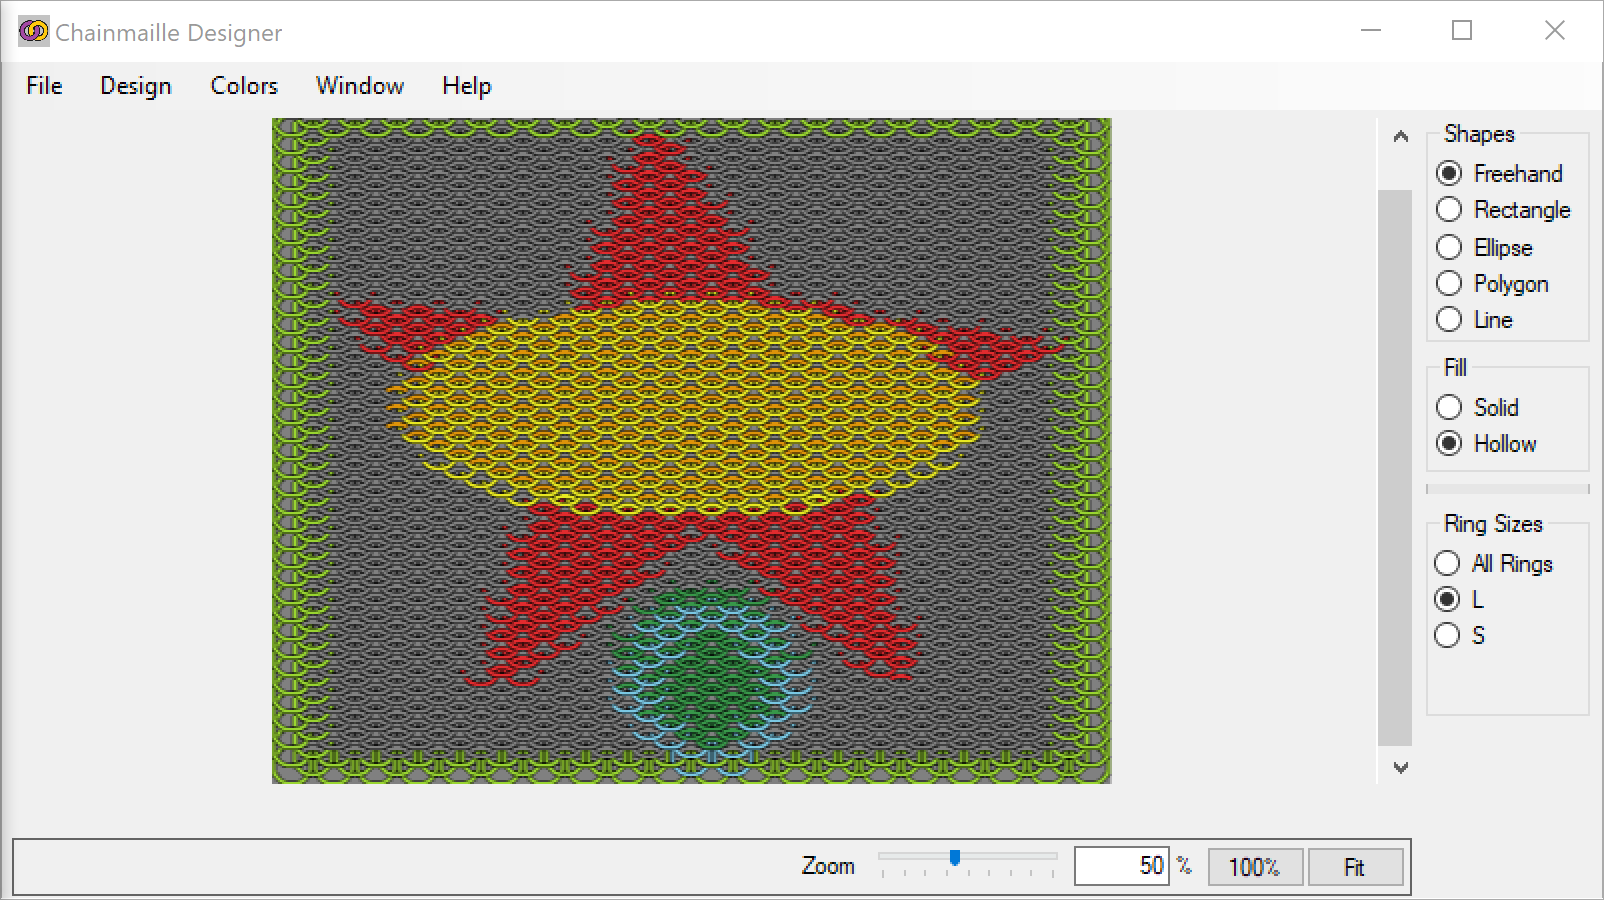 Chainmaille Designer
File Design Colors Window Help
Shapes
Freehand
Rectangle
Ellipse
Polygon
Line
Fill
Solid
Hollow
Ring Sizes
All Rings
L
S
Zoom 50 % 100% Fit